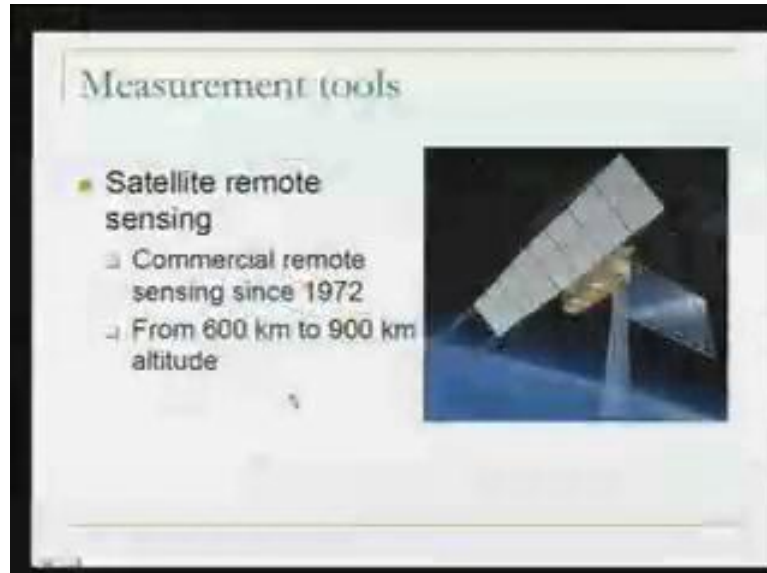 Measurement tools
Satellite remote
sensing
Commercial remote
sensing since 1972
From 600 km to 900 km
altitude